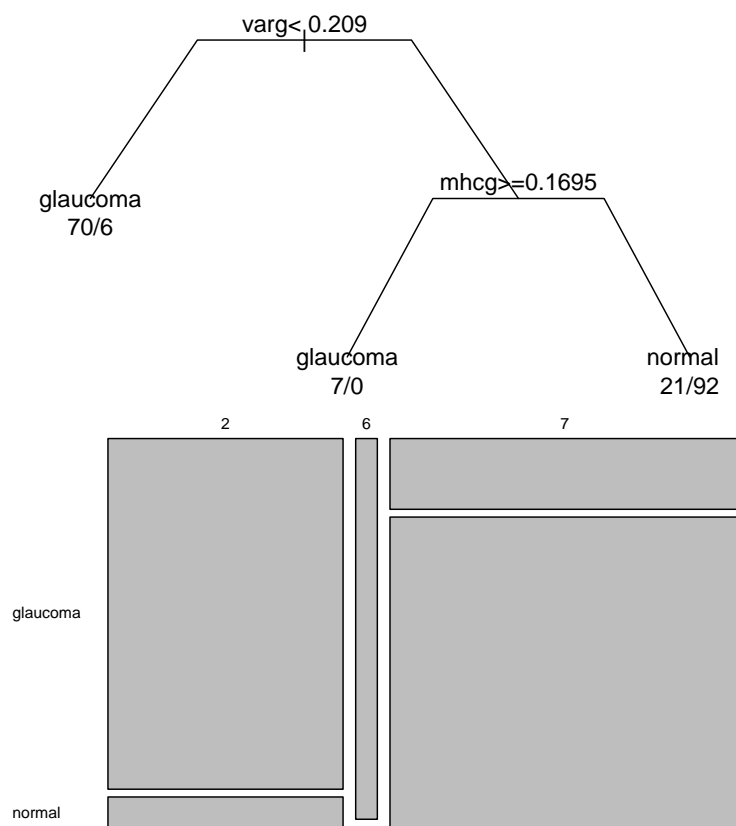 varg< 0.209
mhcg>=0.1695
glaucoma
70/6
glaucoma
7/0
normal
21/92
2 6 7
glaucoma
normal